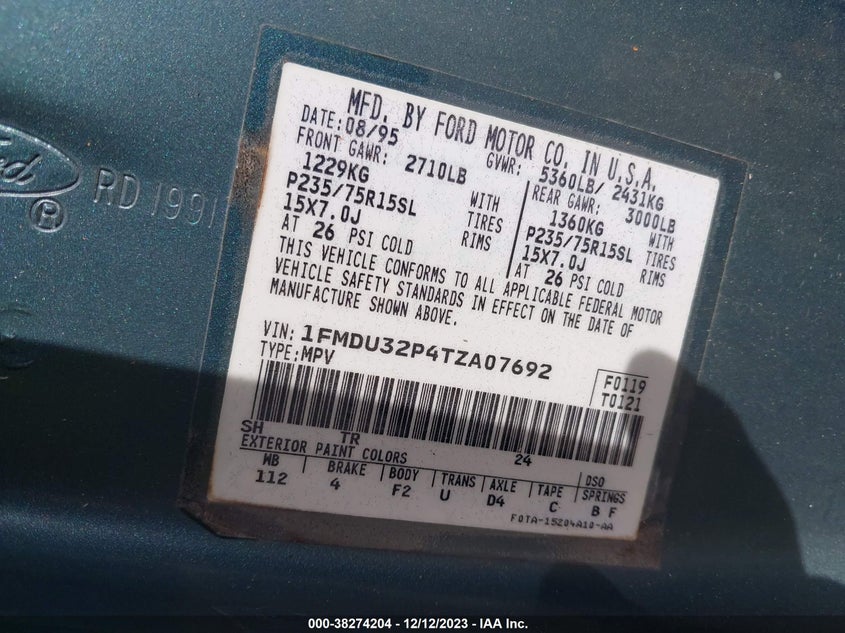 Ford
®
RD 1991
MFD. BY FORD MOTOR CO. IN U.S.A.
DATE: 08/95 GVWR: 5360LB/ 2431KG
FRONT GAWR: 2710LB REAR GAWR: 3000LB
1229KG WITH 1360KG WITH
P235/75R15SL TIRES P235/75R15SL TIRES
15X7.0J RIMS 15X7.0J RIMS
AT 26 PSI COLD AT 26 PSI COLD
THIS VEHICLE CONFORMS TO ALL APPLICABLE FEDERAL MOTOR
VEHICLE SAFETY STANDARDS IN EFFECT ON THE DATE OF
MANUFACTURE SHOWN ABOVE.
VIN: 1FMDU32P4TZA07692
TYPE: MPV
F0119
T0121
SH TR 24
EXTERIOR PAINT COLORS DSO
WB BRAKE BODY TRANS AXLE TAPE SPRINGS
112 4 F2 U D4 C B F
F0TA-15204A10-AA
000-38274204 - 12/12/2023 - IAA Inc.